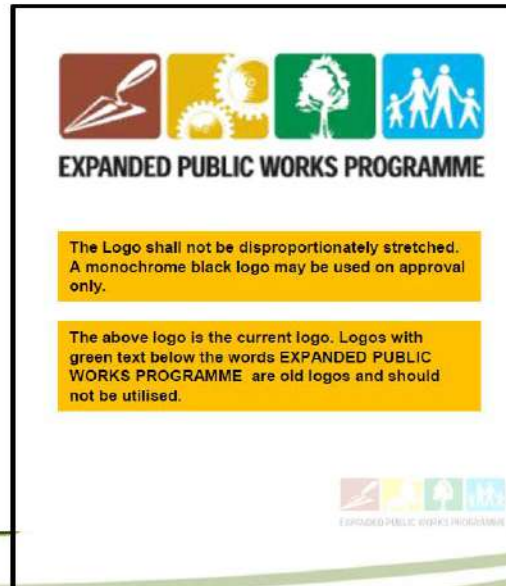 EXPANDED PUBLIC WORKS PROGRAMME
The Logo shall not be disproportionately stretched.
A monochrome black logo may be used on approval
only.
The above logo is the current logo. Logos with
green text below the words EXPANDED PUBLIC
WORKS PROGRAMME are old logos and should
not be utilised.
EXPANDED PUBLIC WORKS PROGRAMME